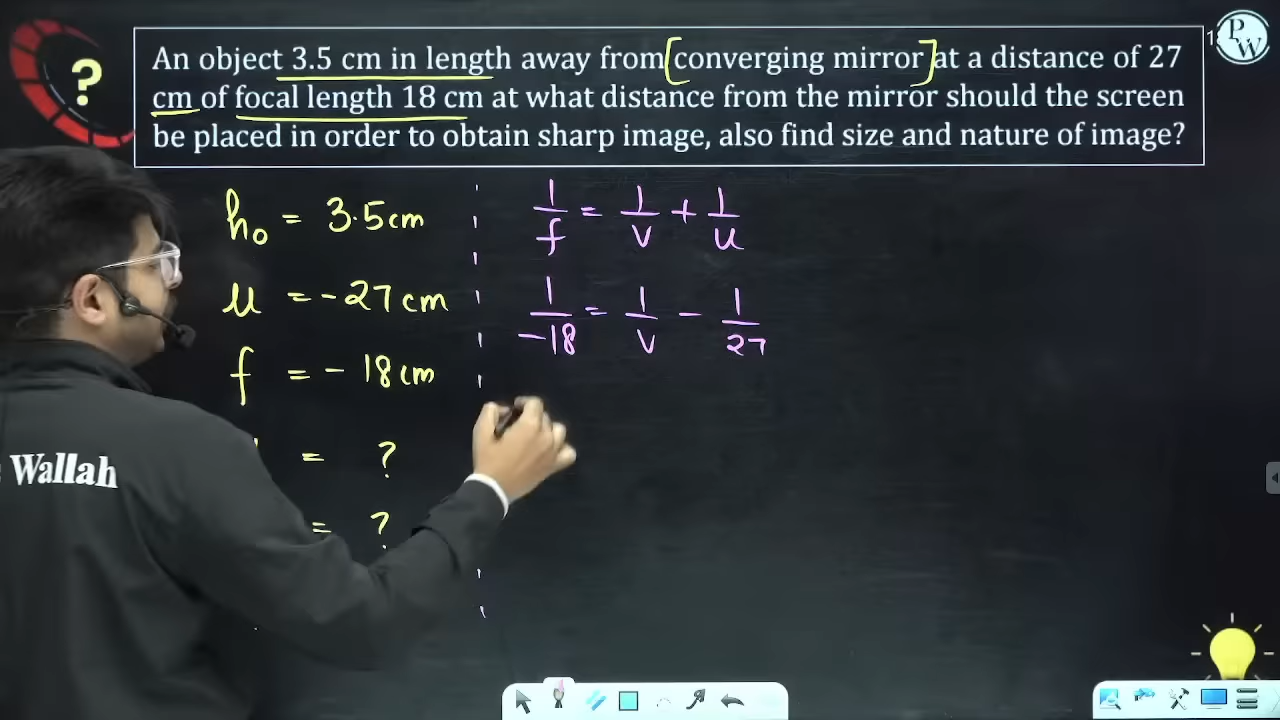 An object 3.5 cm in length away from [converging mirror] at a distance of 27
cm of focal length 18 cm at what distance from the mirror should the screen
be placed in order to obtain sharp image, also find size and nature of image?
?
PW
h₀ = 3.5cm
u = -27cm
f = - 18cm
= ?
= ?
1/f = 1/v + 1/u
1/-18 = 1/v - 1/27
Wallah